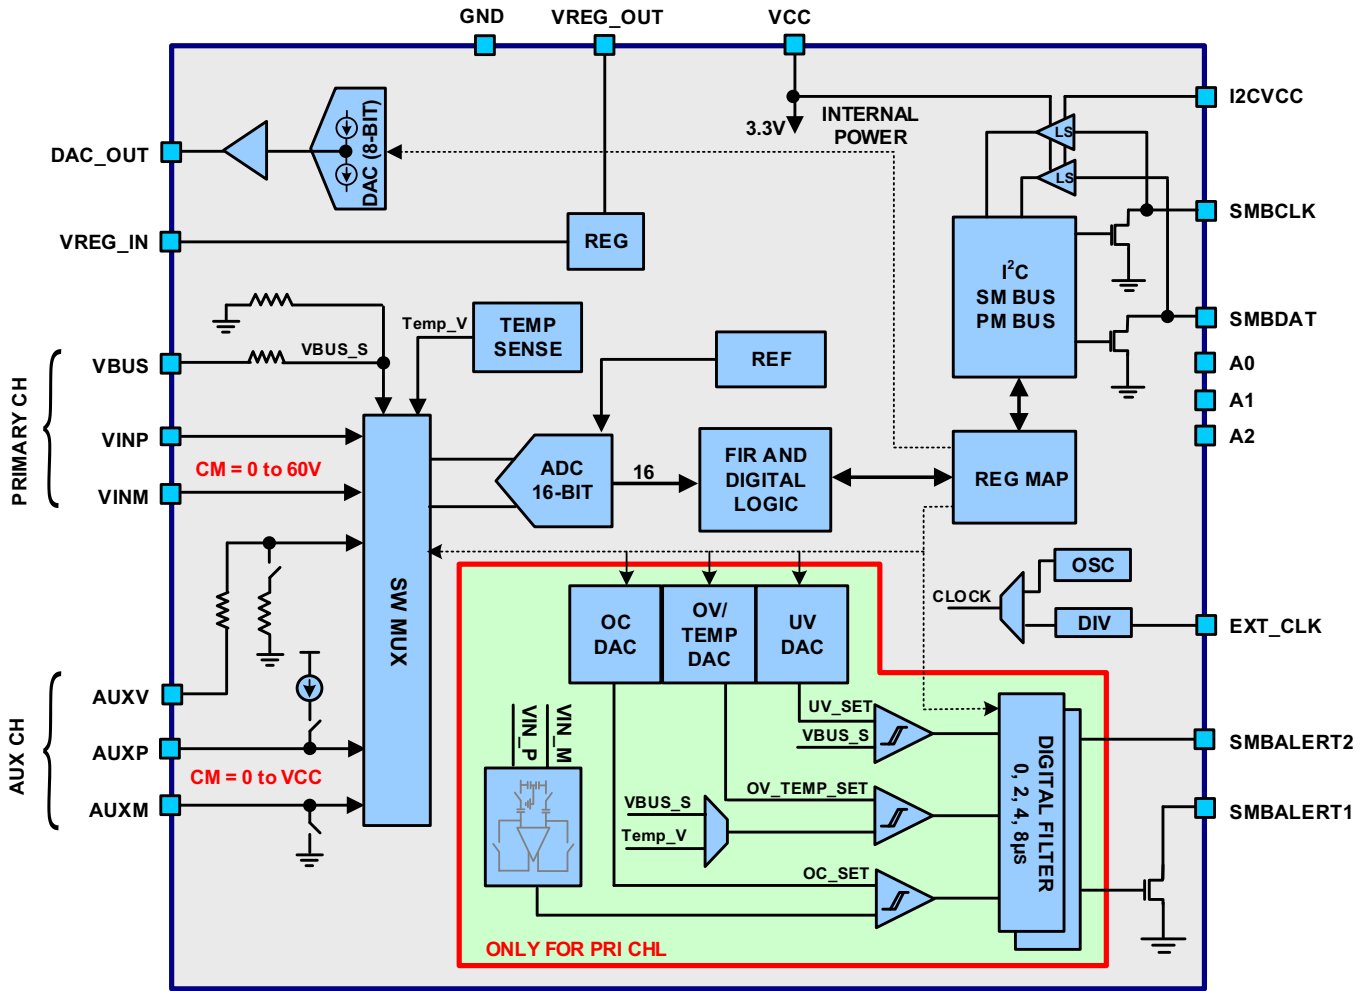 GND
VREG_OUT
VCC
I2CVCC
DAC_OUT
DAC (8-BIT)
3.3V
INTERNAL
POWER
LS
LS
SMBCLK
VREG_IN
REG
I²C
SM BUS
PM BUS
SMBDAT
Temp_V
TEMP
SENSE
REF
VBUS
VBUS_S
A0
A1
A2
PRIMARY CH
VINP
CM = 0 to 60V
VINM
SW MUX
ADC
16-BIT
16
FIR AND
DIGITAL
LOGIC
REG MAP
OSC
CLOCK
DIV
EXT_CLK
OC
DAC
OV/
TEMP
DAC
UV
DAC
AUX CH
AUXV
AUXP
CM = 0 to VCC
AUXM
VIN_P
VIN_M
UV_SET
VBUS_S
OV_TEMP_SET
VBUS_S
Temp_V
OC_SET
DIGITAL FILTER
0, 2, 4, 8µS
SMBALERT2
SMBALERT1
ONLY FOR PRI CHL